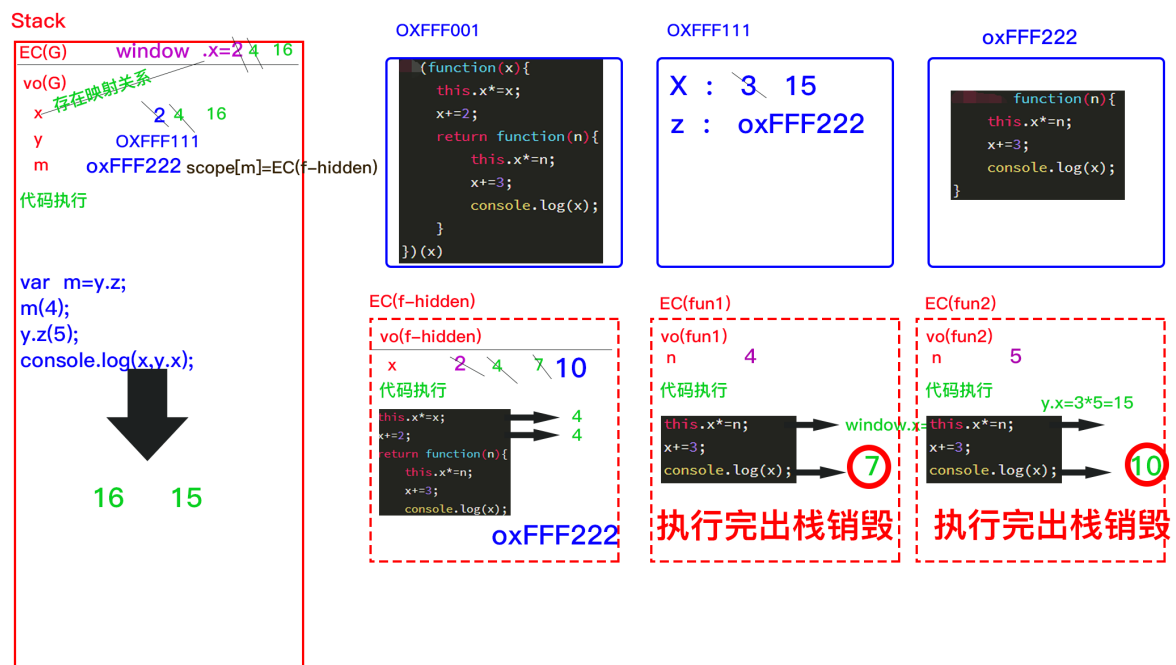 Stack
EC(G) window .x=2 4 16
vo(G)
存在映射关系
x 2 4 16
y OXFFF111
m oxFFF222 scope[m]=EC(f-hidden)
代码执行
var m=y.z;
m(4);
y.z(5);
console.log(x,y.x);
16 15
OXFFF001
(function(x){
this.x*=x;
x+=2;
return function(n){
this.x*=n;
x+=3;
console.log(x);
}
})(x)
OXFFF111
X : 3 15
z : oxFFF222
oxFFF222
function(n){
this.x*=n;
x+=3;
console.log(x);
}
EC(f-hidden)
vo(f-hidden)
x 2 4 7 10
代码执行
this.x*=x; 4
x+=2; 4
return function(n){
this.x*=n;
x+=3;
console.log(x);
oxFFF222
EC(fun1)
vo(fun1)
n 4
代码执行
this.x*=n; window.x=
x+=3;
console.log(x); 7
执行完出栈销毁
EC(fun2)
vo(fun2)
n 5
代码执行
y.x=3*5=15
this.x*=n;
x+=3;
console.log(x); 10
执行完出栈销毁